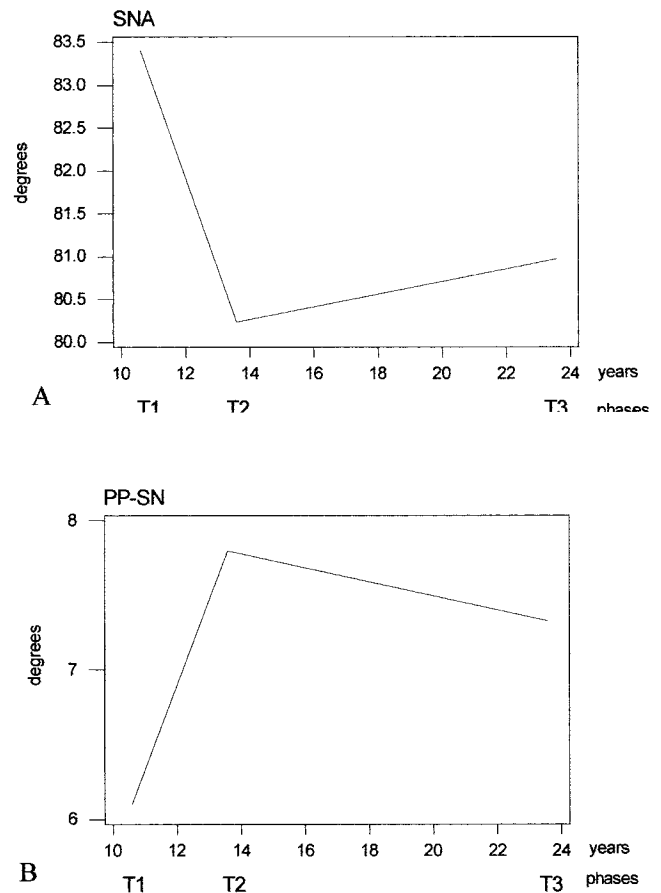 SNA
83.5
83.0
82.5
82.0
81.5
81.0
80.5
80.0
degrees
10 12 14 16 18 20 22 24 years
A T1 T2 T3 phases
PP-SN
8
7
6
degrees
10 12 14 16 18 20 22 24 years
B T1 T2 T3 phases